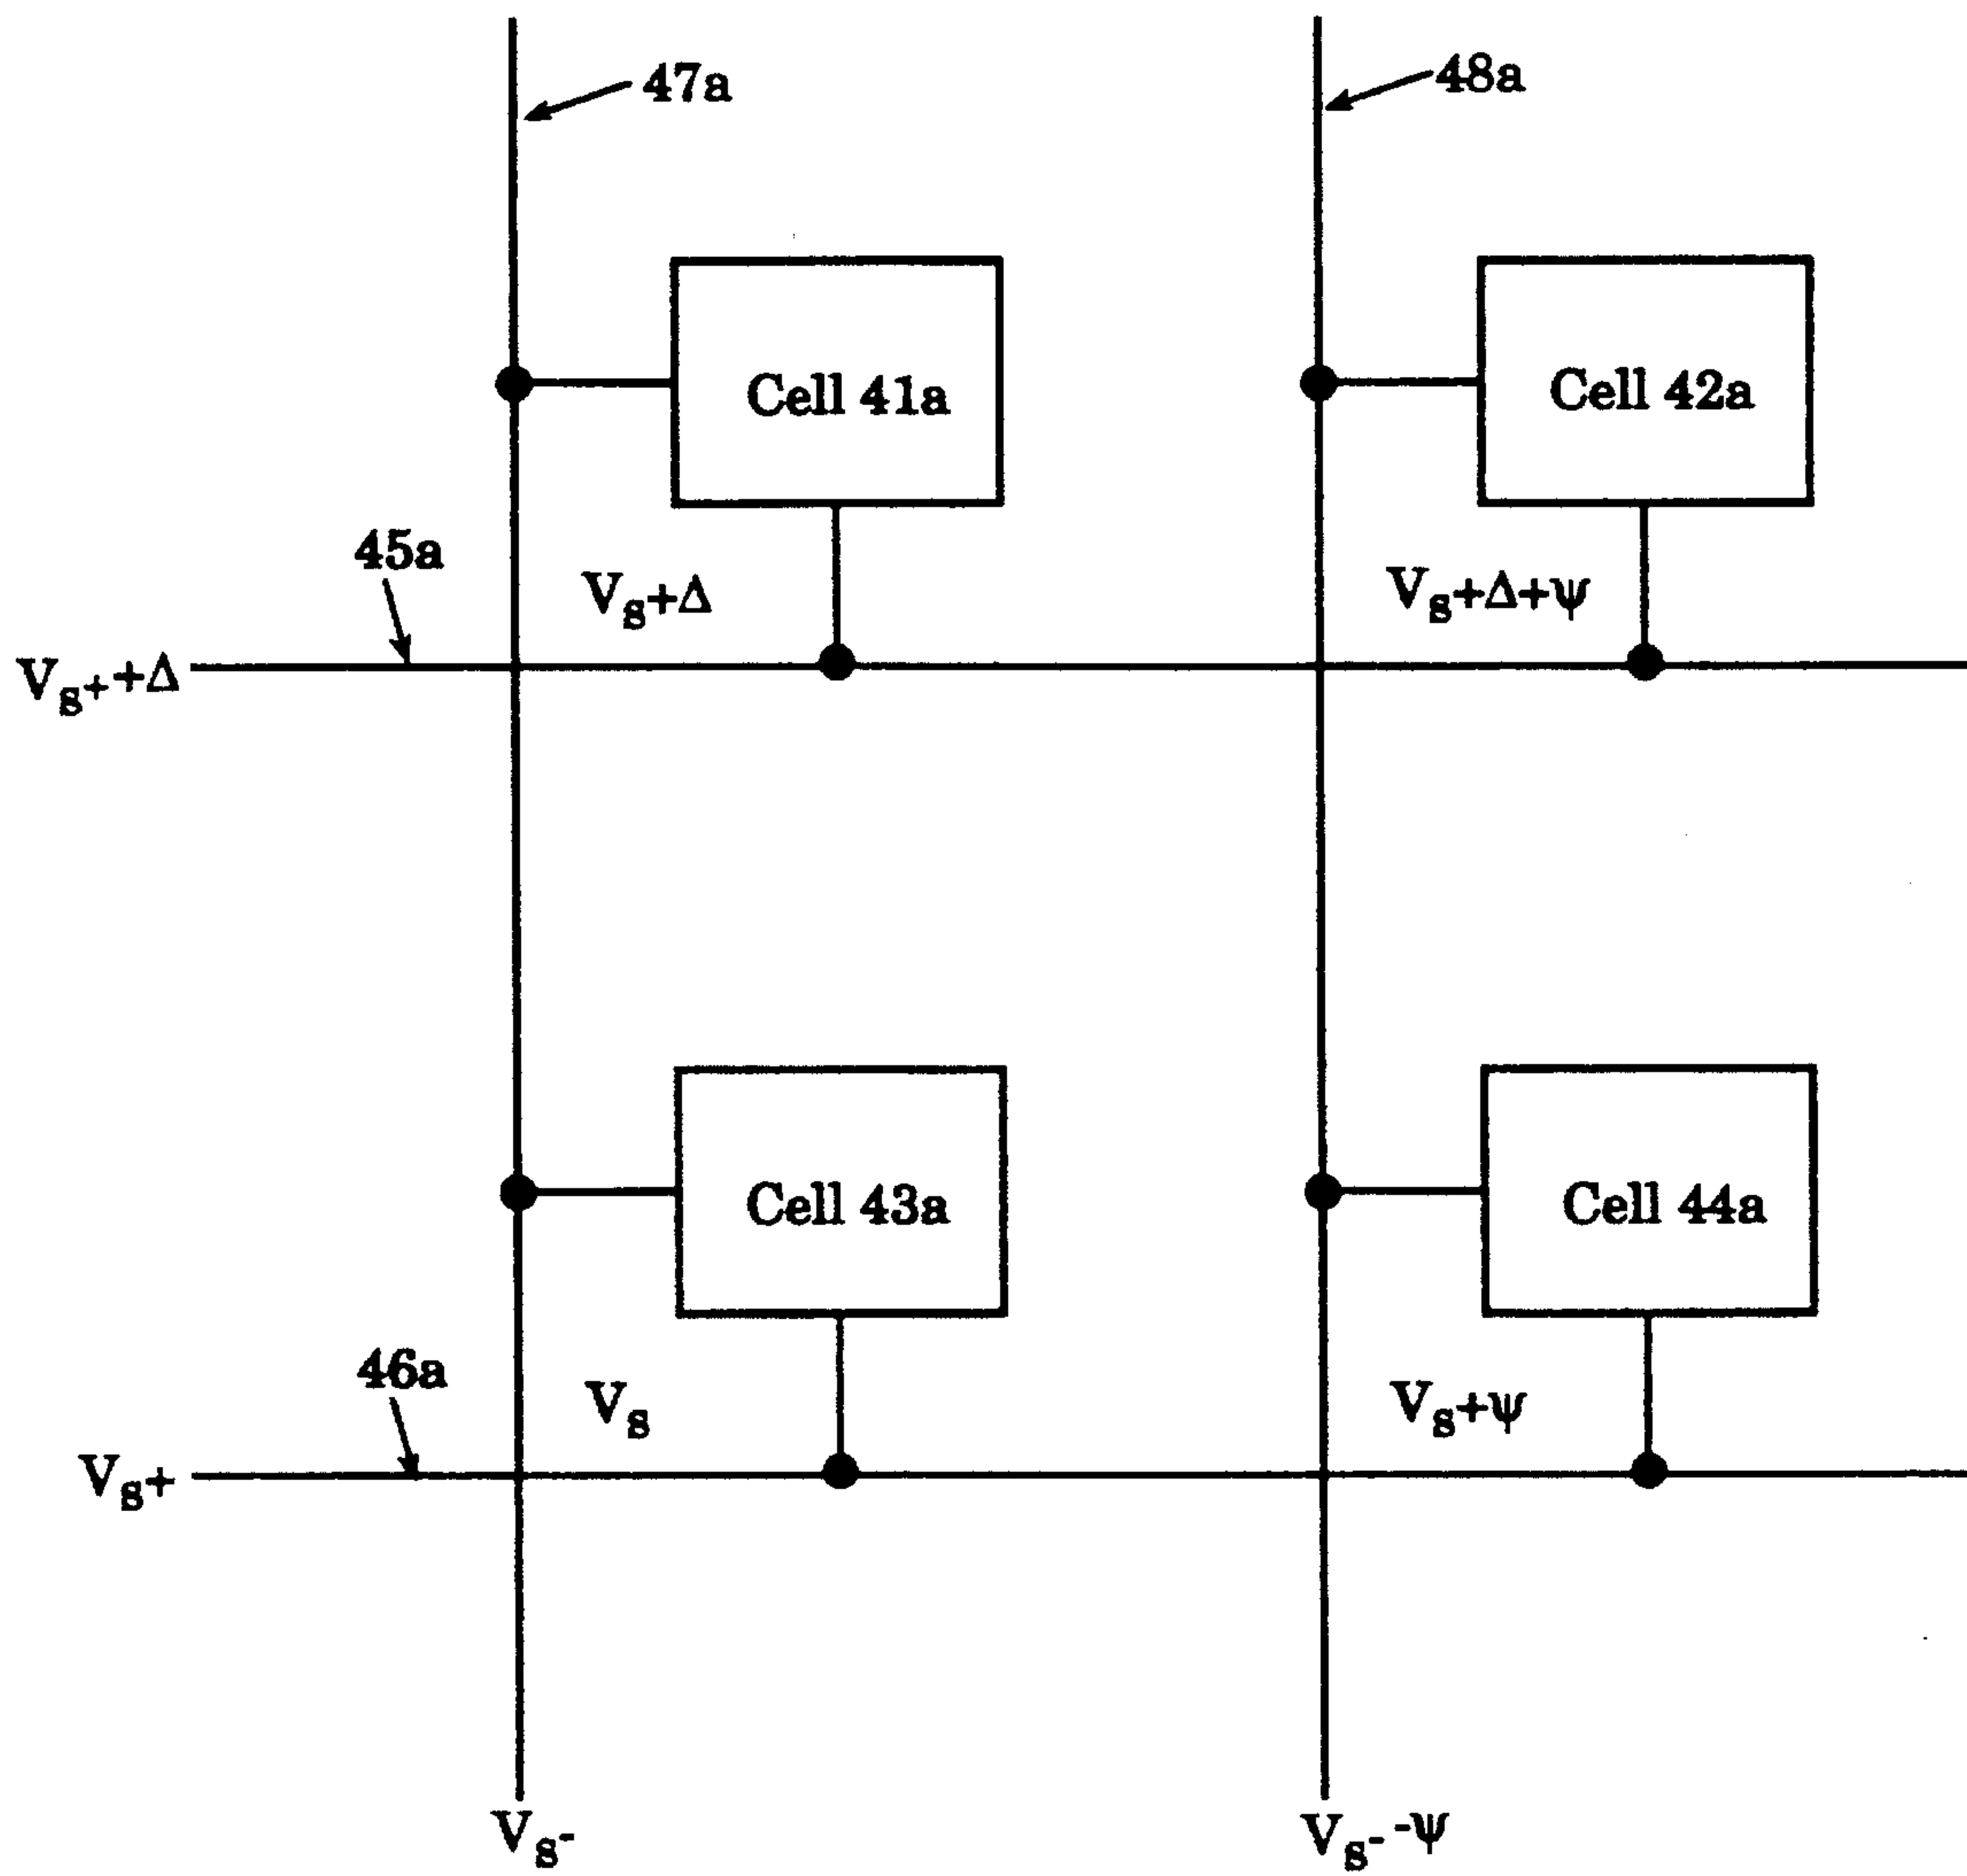 47a
48a
Cell 41a
Cell 42a
45a
Vs+Δ
Vs+Δ+ψ
Vs++Δ
Cell 43a
Cell 44a
46a
Vs
Vs+ψ
Vs+
Vs-
Vs--Ψ